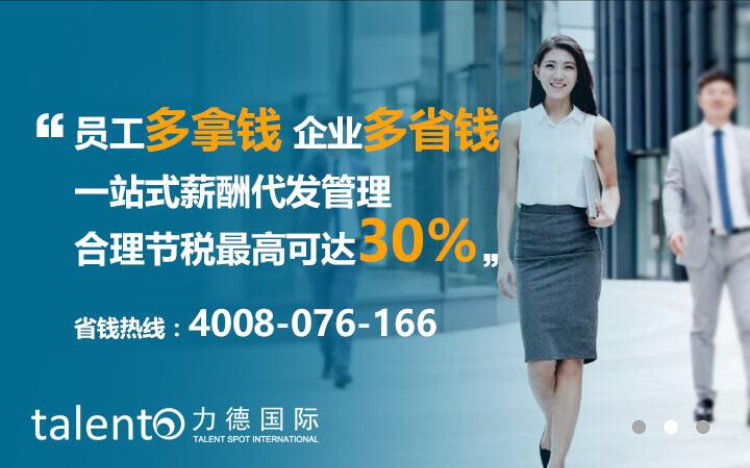 “员工多拿钱 企业多省钱
一站式薪酬代发管理
合理节税最高可达30%”
省钱热线：4008-076-166
talento 力德国际
TALENT SPOT INTERNATIONAL